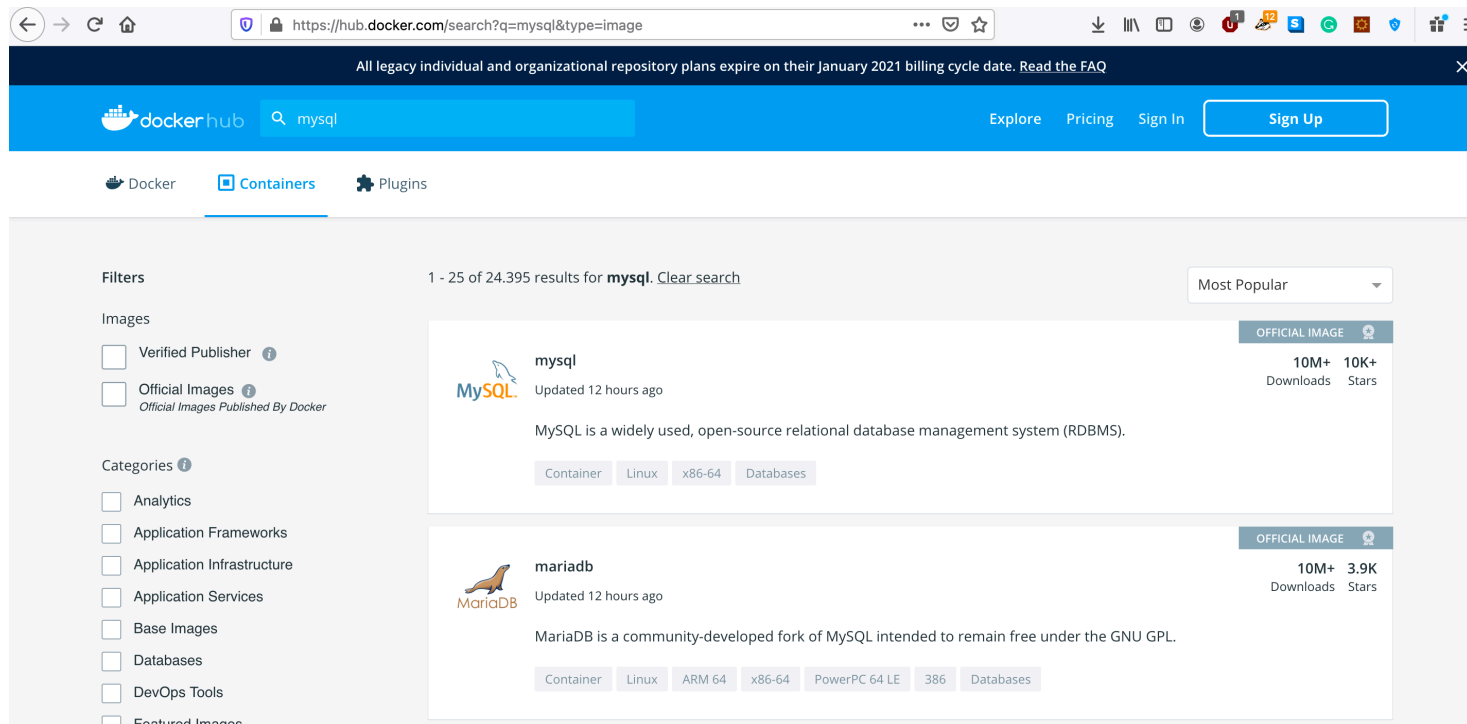 https://hub.docker.com/search?q=mysql&type=image
1
12
S
All legacy individual and organizational repository plans expire on their January 2021 billing cycle date. Read the FAQ
dockerhub
mysql
Explore
Pricing
Sign In
Sign Up
Docker
Containers
Plugins
Filters
1 - 25 of 24.395 results for mysql. Clear search
Most Popular
Images
Verified Publisher
Official Images
Official Images Published By Docker
Categories
Analytics
Application Frameworks
Application Infrastructure
Application Services
Base Images
Databases
DevOps Tools
Featured Images
OFFICIAL IMAGE
MySQL
mysql
Updated 12 hours ago
10M+ 10K+
Downloads Stars
MySQL is a widely used, open-source relational database management system (RDBMS).
Container Linux x86-64 Databases
OFFICIAL IMAGE
MariaDB
mariadb
Updated 12 hours ago
10M+ 3.9K
Downloads Stars
MariaDB is a community-developed fork of MySQL intended to remain free under the GNU GPL.
Container Linux ARM 64 x86-64 PowerPC 64 LE 386 Databases